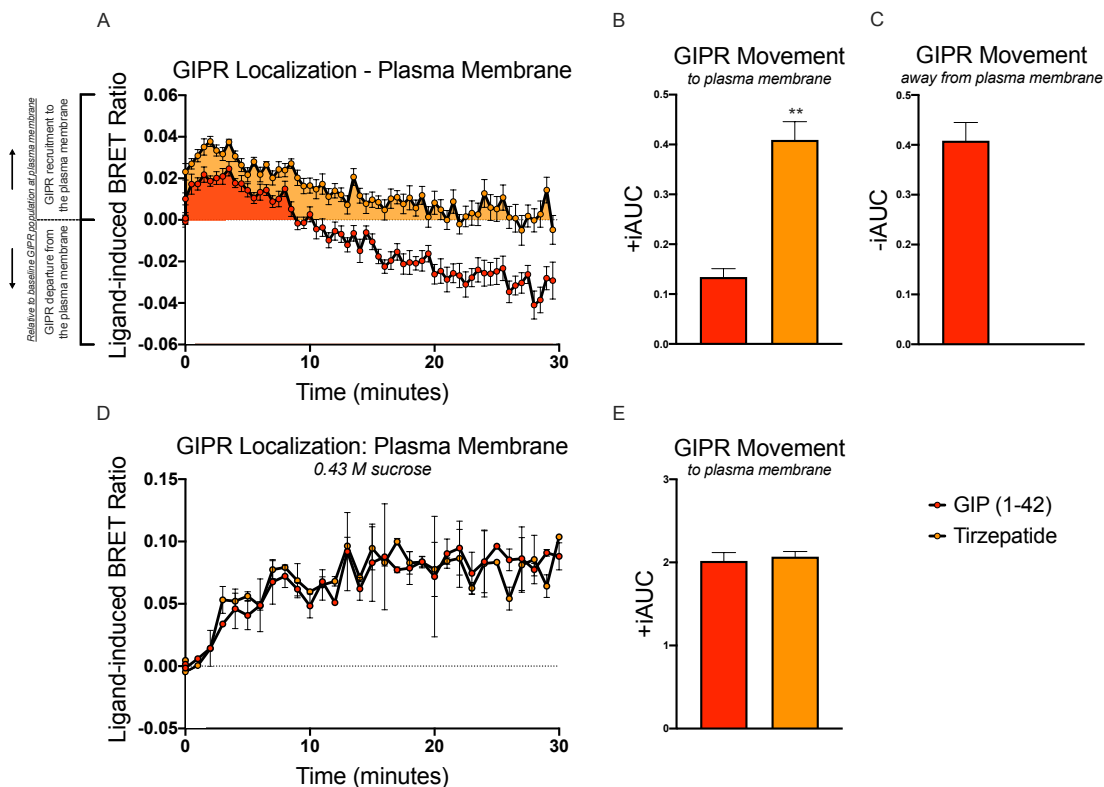 A
GIPR Localization - Plasma Membrane
Relative to baseline GIPR population at plasma membrane
GIPR recruitment to
the plasma membrane
GIPR departure from
the plasma membrane
Ligand-induced BRET Ratio
0.06
0.04
0.02
0.00
-0.02
-0.04
-0.06
0
10
20
30
Time (minutes)
B
GIPR Movement
to plasma membrane
+iAUC
0.5
0.4
0.3
0.2
0.1
0.0
**
C
GIPR Movement
away from plasma membrane
-iAUC
0.5
0.4
0.3
0.2
0.1
0.0
D
GIPR Localization: Plasma Membrane
0.43 M sucrose
Ligand-induced BRET Ratio
0.15
0.10
0.05
0.00
-0.05
0
10
20
30
Time (minutes)
E
GIPR Movement
to plasma membrane
+iAUC
3
2
1
0
GIP (1-42)
Tirzepatide